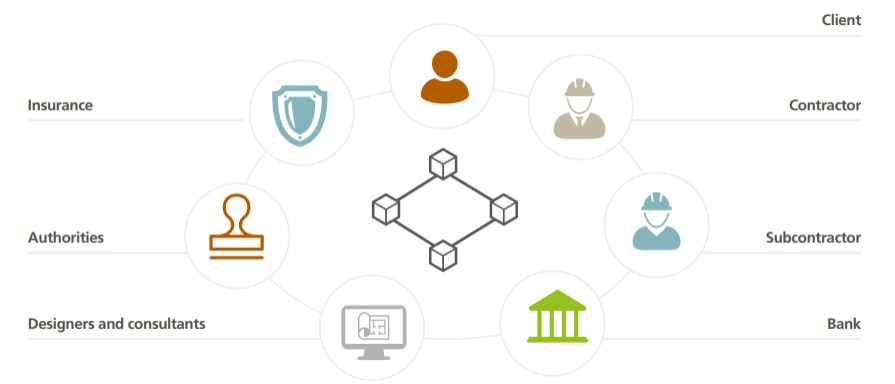 Client
Insurance
Contractor
Authorities
Subcontractor
Designers and consultants
Bank